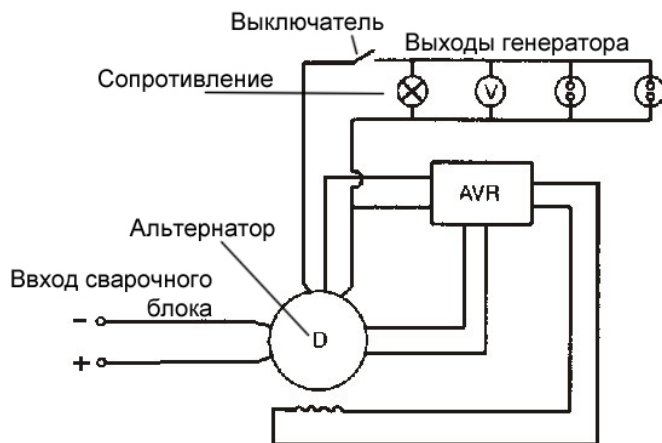 Выключатель
Выходы генератора
Сопротивление
V
AVR
Альтернатор
Ввход сварочного
блока
−
D
+